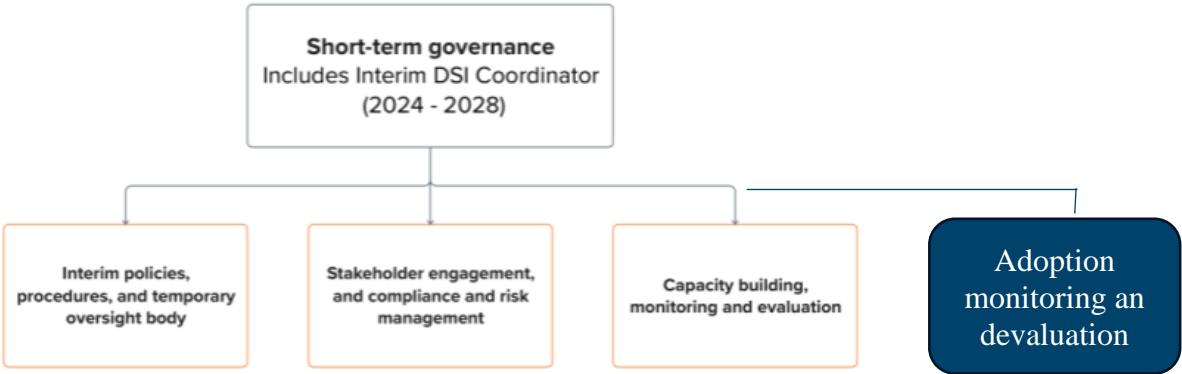 Short-term governance
Includes Interim DSI Coordinator
(2024 - 2028)
Interim policies,
procedures, and temporary
oversight body
Stakeholder engagement,
and compliance and risk
management
Capacity building,
monitoring and evaluation
Adoption
monitoring an
devaluation